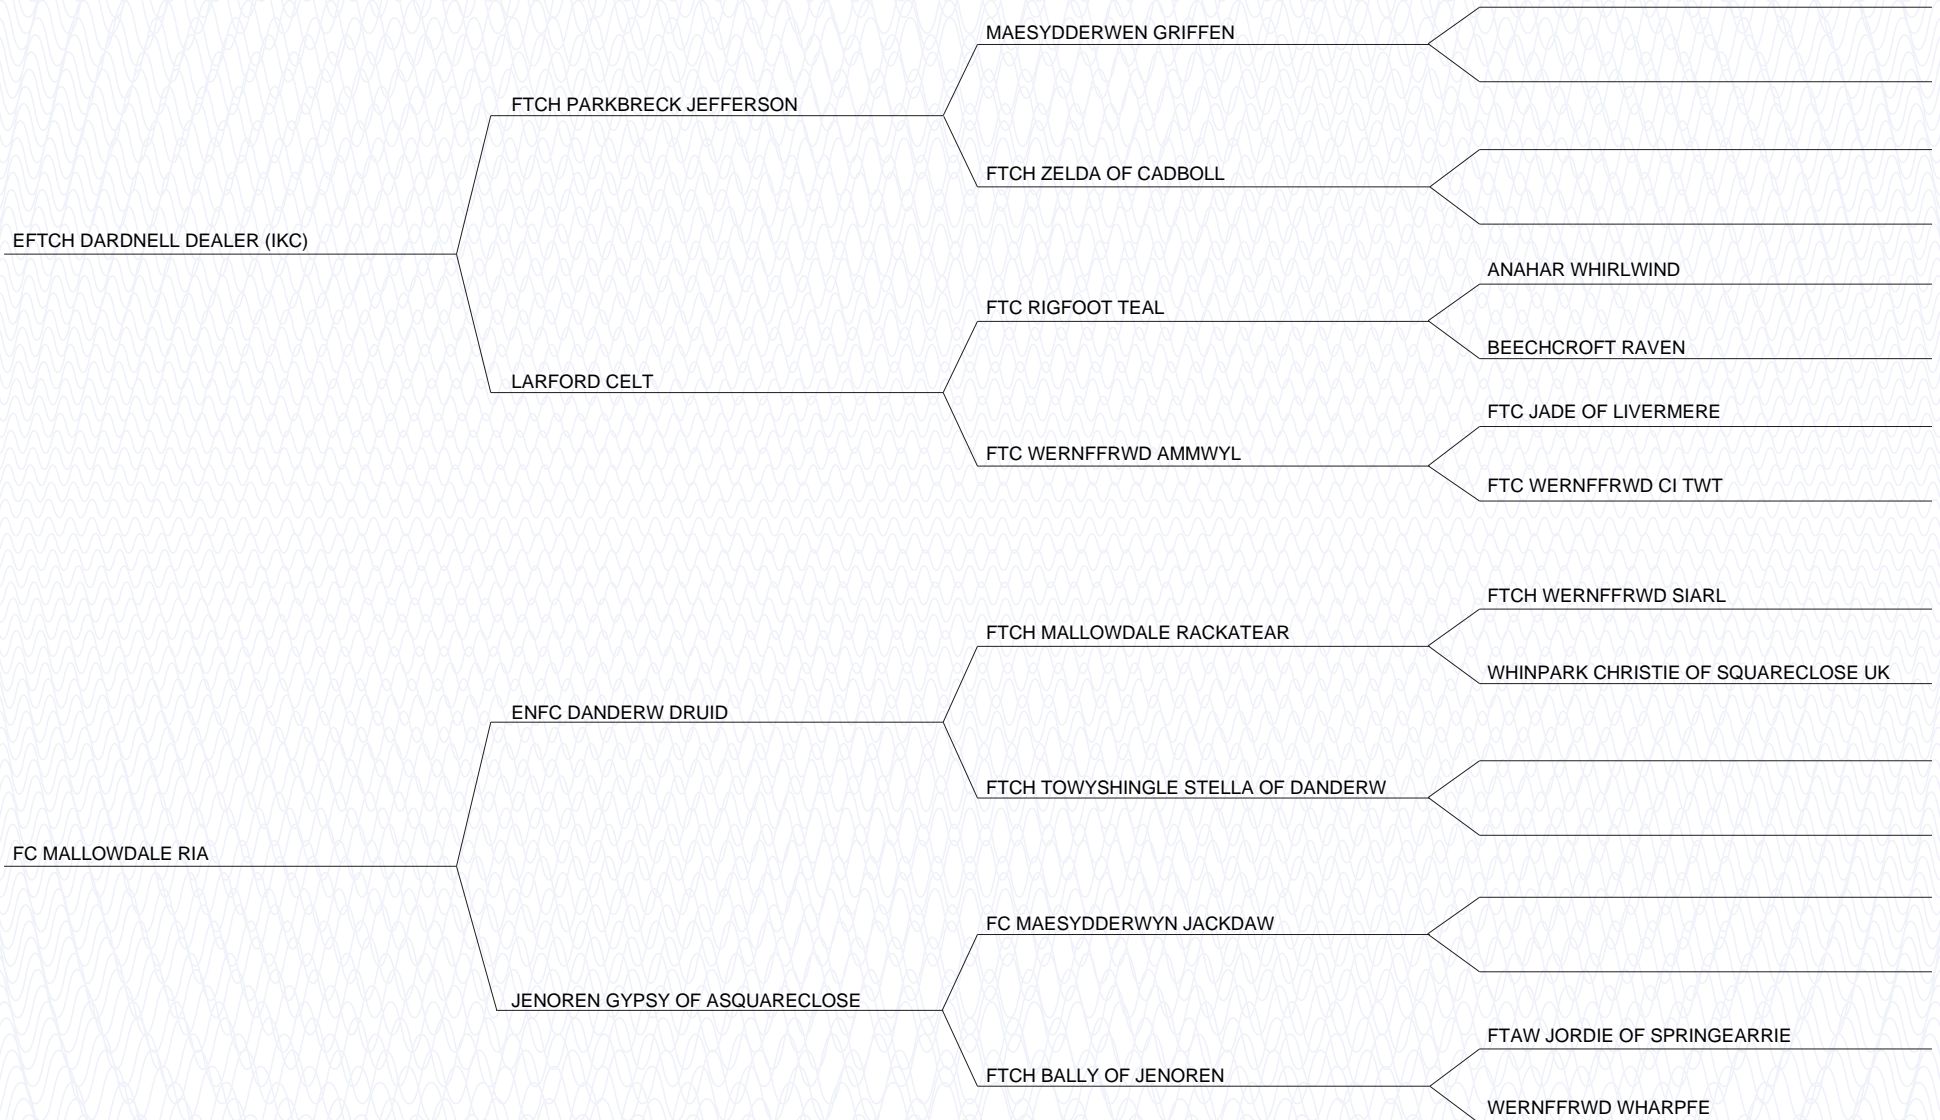 MAESYDDERWEN GRIFFEN
FTCH PARKBRECK JEFFERSON
FTCH ZELDA OF CADBOLL
EFTCH DARDNELL DEALER (IKC)
ANAHAR WHIRLWIND
FTC RIGFOOT TEAL
BEECHCROFT RAVEN
LARFORD CELT
FTC JADE OF LIVERMERE
FTC WERNFFRWD AMMWYL
FTC WERNFFRWD CI TWT
FTCH WERNFFRWD SIARL
FTCH MALLOWDALE RACKATEAR
WHINPARK CHRISTIE OF SQUARECLOSE UK
ENFC DANDERW DRUID
FTCH TOWYSHINGLE STELLA OF DANDERW
FC MALLOWDALE RIA
FC MAESYDDERWYN JACKDAW
JENOREN GYPSY OF ASQUARECLOSE
FTAW JORDIE OF SPRINGEARRIE
FTCH BALLY OF JENOREN
WERNFFRWD WHARPFE